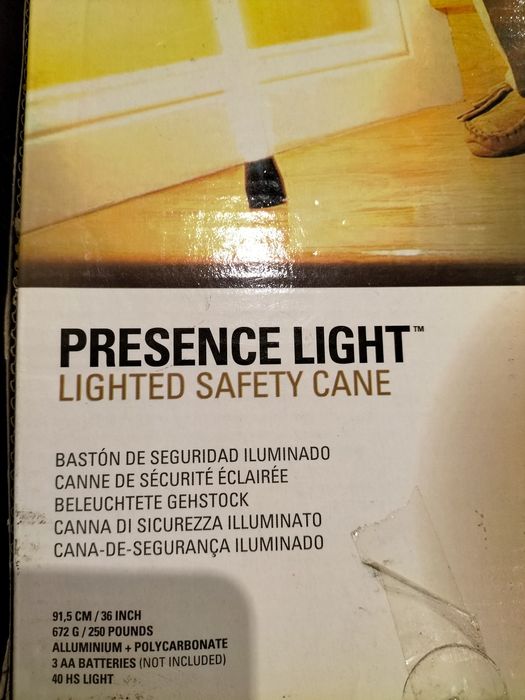 PRESENCE LIGHT™
LIGHTED SAFETY CANE
BASTÓN DE SEGURIDAD ILUMINADO
CANNE DE SÉCURITÉ ÉCLAIRÉE
BELEUCHTETE GEHSTOCK
CANNA DI SICUREZZA ILLUMINATO
CANA-DE-SEGURANÇA ILUMINADO
91,5 CM / 36 INCH
672 G / 250 POUNDS
ALLUMINIUM + POLYCARBONATE
3 AA BATTERIES (NOT INCLUDED)
40 HS LIGHT